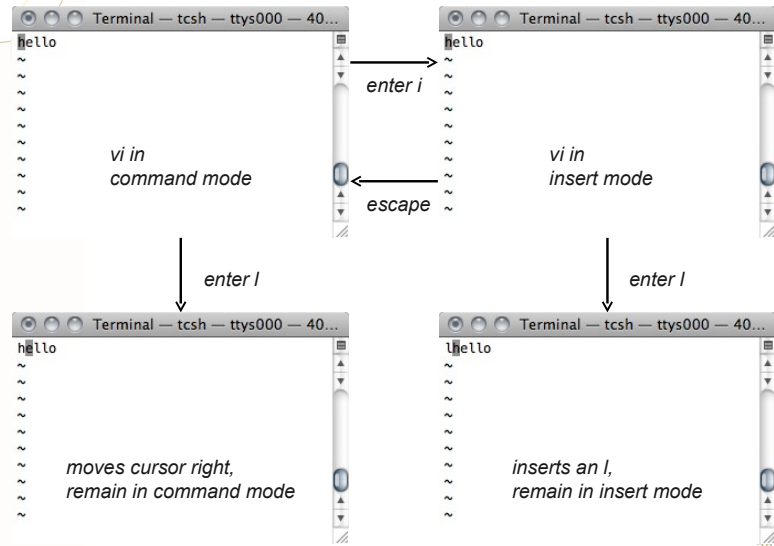 Terminal — tcsh — ttys000 — 40...
hello
~
~
~
~
~
~
~
~
~
~
vi in
command mode
enter i
escape
Terminal — tcsh — ttys000 — 40...
hello
~
~
~
~
~
~
~
~
~
~
vi in
insert mode
enter l
enter l
Terminal — tcsh — ttys000 — 40...
hello
~
~
~
~
~
~
~
~
~
~
moves cursor right,
remain in command mode
Terminal — tcsh — ttys000 — 40...
lhello
~
~
~
~
~
~
~
~
~
~
inserts an l,
remain in insert mode